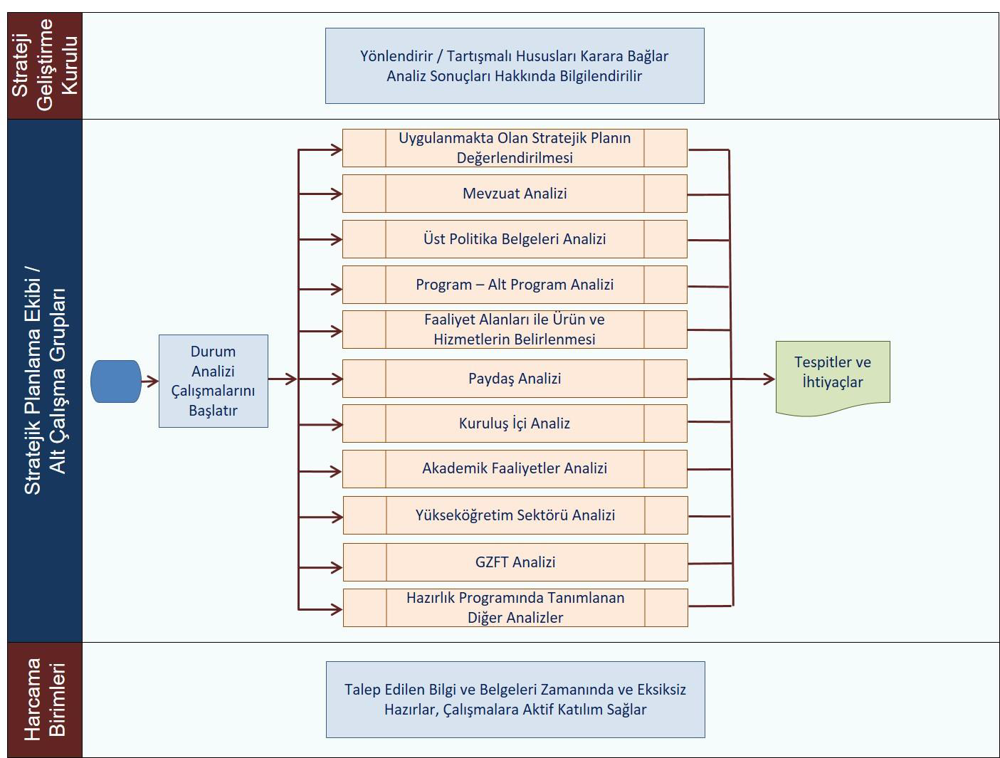 Strateji
Geliştirme
Kurulu
Yönlendirir / Tartışmalı Hususları Karara Bağlar
Analiz Sonuçları Hakkında Bilgilendirilir
Stratejik Planlama Ekibi /
Alt Çalışma Grupları
Durum
Analizi
Çalışmalarını
Başlatır
Uygulanmakta Olan Stratejik Planın
Değerlendirilmesi
Mevzuat Analizi
Üst Politika Belgeleri Analizi
Program – Alt Program Analizi
Faaliyet Alanları ile Ürün ve
Hizmetlerin Belirlenmesi
Paydaş Analizi
Kuruluş İçi Analiz
Akademik Faaliyetler Analizi
Yükseköğretim Sektörü Analizi
GZFT Analizi
Hazırlık Programında Tanımlanan
Diğer Analizler
Tespitler ve
İhtiyaçlar
Harcama
Birimleri
Talep Edilen Bilgi ve Belgeleri Zamanında ve Eksiksiz
Hazırlar, Çalışmalara Aktif Katılım Sağlar